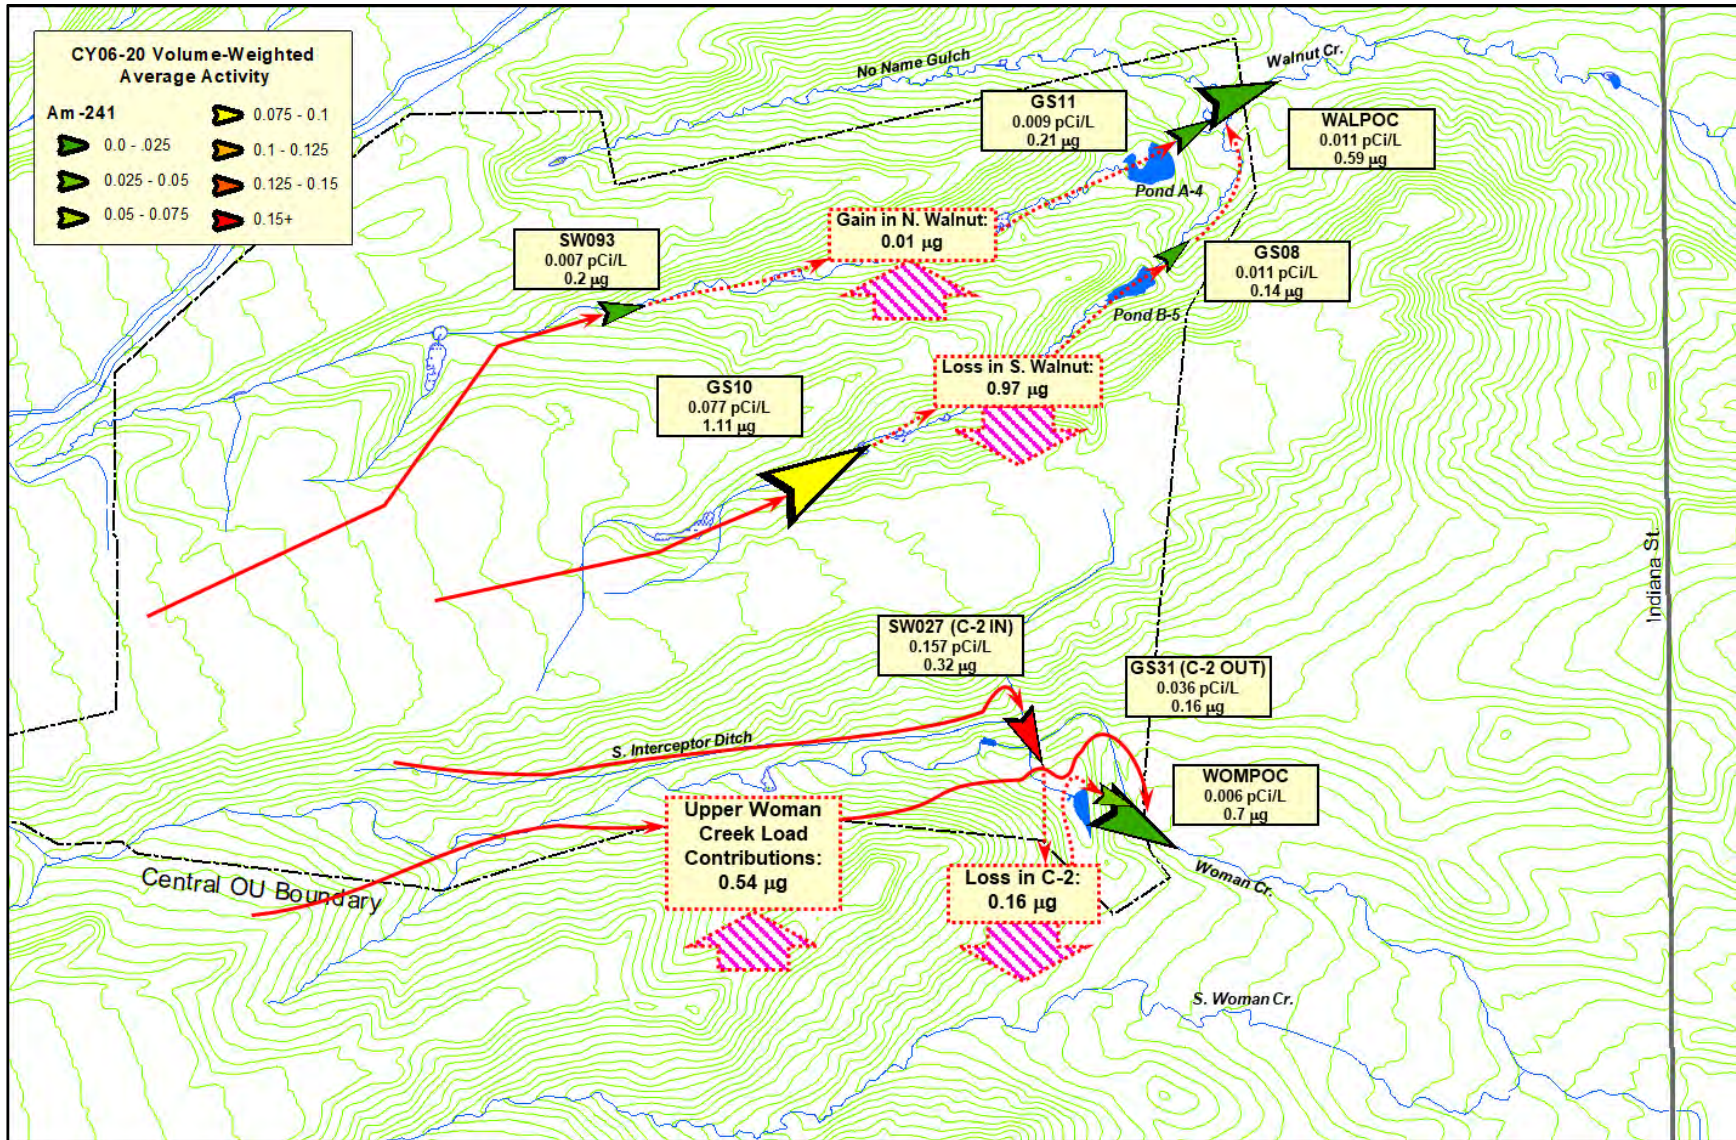 CY06-20 Volume-Weighted
Average Activity
Am-241
0.0 - .025
0.025 - 0.05
0.05 - 0.075
0.075 - 0.1
0.1 - 0.125
0.125 - 0.15
0.15+
No Name Gulch
Walnut Cr.
GS11
0.009 pCi/L
0.21 µg
WALPOC
0.011 pCi/L
0.59 µg
Pond A-4
Gain in N. Walnut:
0.01 µg
SW093
0.007 pCi/L
0.2 µg
GS08
0.011 pCi/L
0.14 µg
Pond B-5
Loss in S. Walnut:
0.97 µg
GS10
0.077 pCi/L
1.11 µg
Indiana St.
SW027 (C-2 IN)
0.157 pCi/L
0.32 µg
GS31 (C-2 OUT)
0.036 pCi/L
0.16 µg
S. Interceptor Ditch
WOMPOC
0.006 pCi/L
0.7 µg
Upper Woman
Creek Load
Contributions:
0.54 µg
Central OU Boundary
Loss in C-2:
0.16 µg
Woman Cr.
S. Woman Cr.